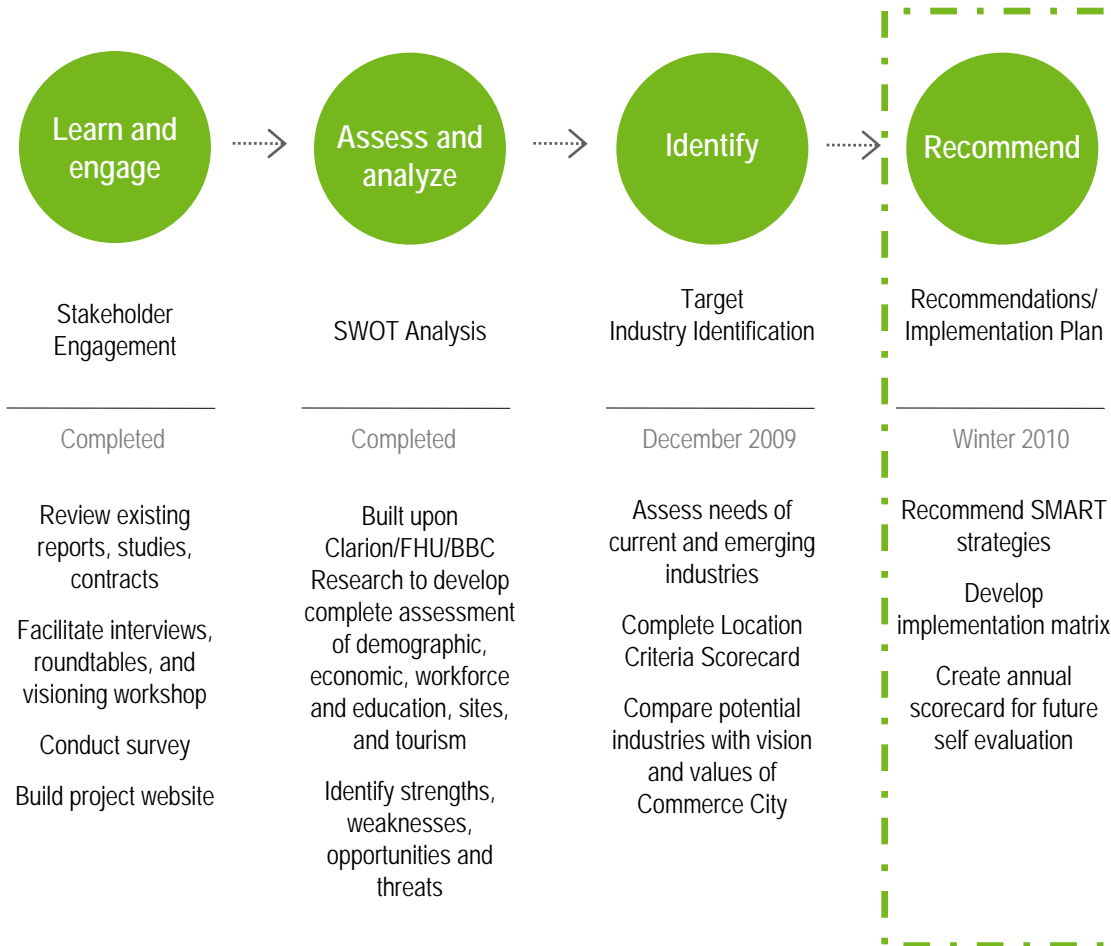 Learn and
engage
Stakeholder
Engagement
Completed
Review existing
reports, studies,
contracts
Facilitate interviews,
roundtables, and
visioning workshop
Conduct survey
Build project website
Assess and
analyze
SWOT Analysis
Completed
Built upon
Clarion/FHU/BBC
Research to develop
complete assessment
of demographic,
economic, workforce
and education, sites,
and tourism
Identify strengths,
weaknesses,
opportunities and
threats
Identify
Target
Industry Identification
December 2009
Assess needs of
current and emerging
industries
Complete Location
Criteria Scorecard
Compare potential
industries with vision
and values of
Commerce City
Recommend
Recommendations/
Implementation Plan
Winter 2010
Recommend SMART
strategies
Develop
implementation matrix
Create annual
scorecard for future
self evaluation